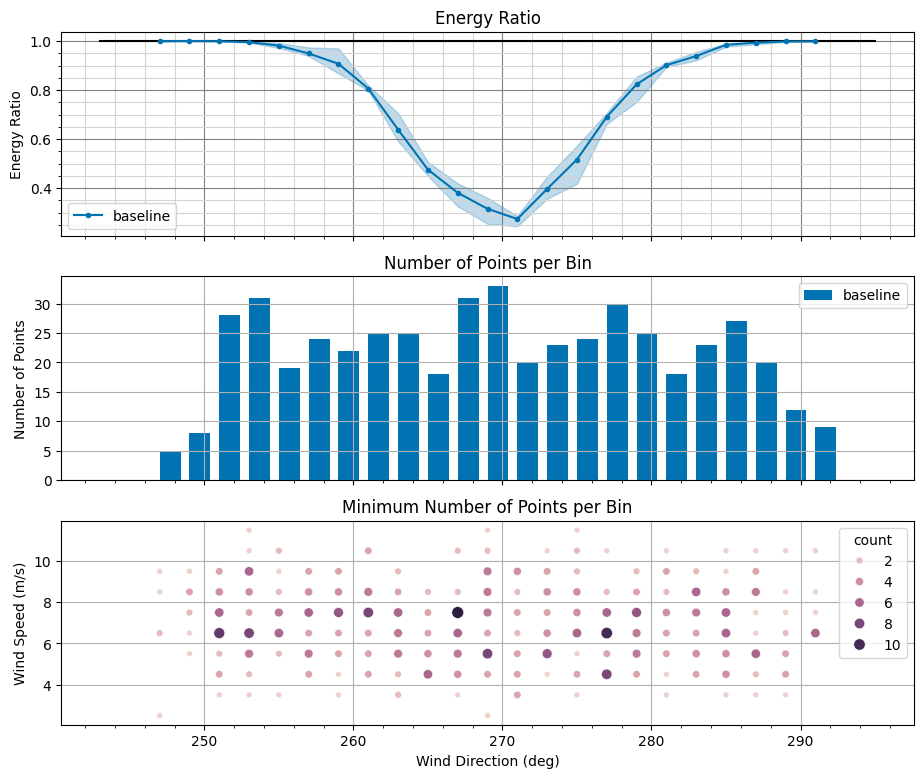 Energy Ratio
1.0
0.8
0.6
0.4
Energy Ratio
baseline
Number of Points per Bin
30
25
20
15
10
5
0
Number of Points
baseline
Minimum Number of Points per Bin
10
8
6
4
Wind Speed (m/s)
count
2
4
6
8
10
250 260 270 280 290
Wind Direction (deg)